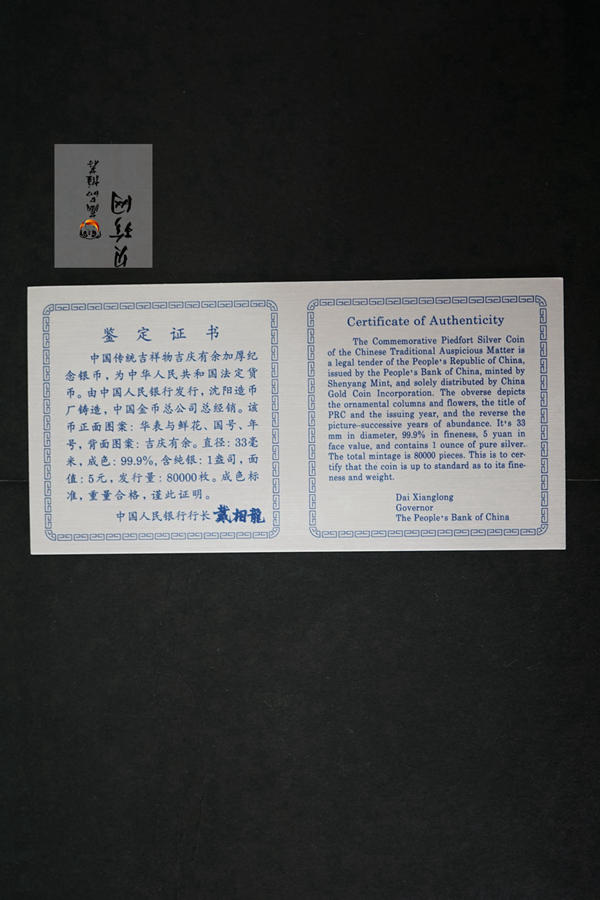 贝珍网
藏品推荐
鉴定证书
中国传统吉祥物吉庆有余加厚纪
念银币，为中华人民共和国法定货
币。由中国人民银行发行，沈阳造币
厂铸造，中国金币总公司总经销。该
币正面图案：华表与鲜花、国号、年
号，背面图案：吉庆有余。直径：33毫
米，成色：99.9%，含纯银：1盎司，面
值：5元，发行量：80000枚。成色标
准，重量合格，谨此证明。
中国人民银行行长 戴相龍
Certificate of Authenticity
The Commemorative Piedfort Silver Coin
of the Chinese Traditional Auspicious Matter is
a legal tender of the People's Republic of China,
issued by the People's Bank of China, minted by
Shenyang Mint, and solely distributed by China
Gold Coin Incorporation. The obverse depicts
the ornamental columns and flowers, the title of
PRC and the issuing year, and the reverse the
picture-successive years of abundance. It's 33
mm in diameter, 99.9% in fineness, 5 yuan in
face value, and contains 1 ounce of pure silver.
The total mintage is 80000 pieces. This is to cer-
tify that the coin is up to standard as to its fine-
ness and weight.
Dai Xianglong
Governor
The People's Bank of China